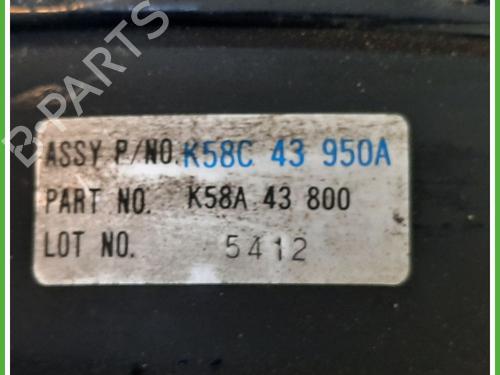 B-PARTS
ASSY P/NO. K58C 43 950A
PART NO. K58A 43 800
LOT NO. 5412